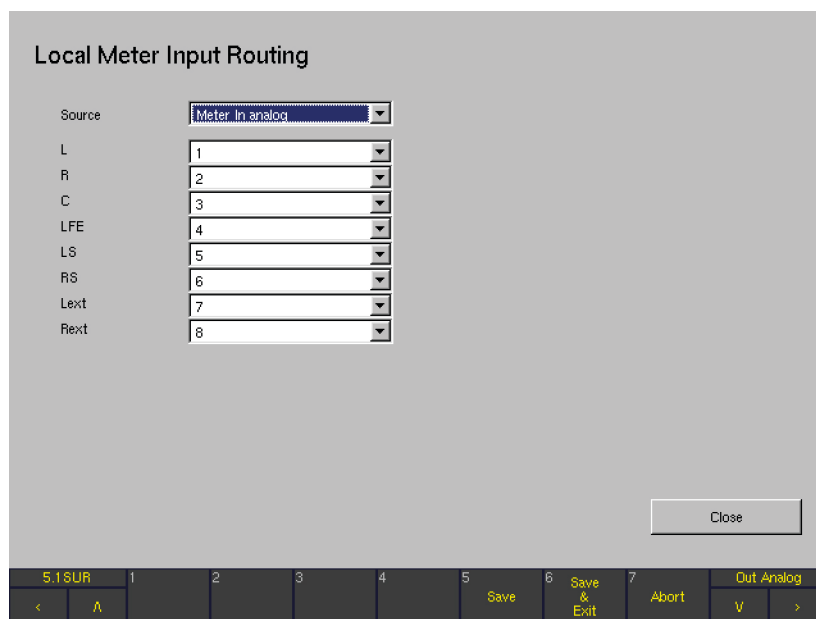 Local Meter Input Routing
Source Meter In analog
L 1
R 2
C 3
LFE 4
LS 5
RS 6
Lext 7
Rext 8
Close
5.1SUR 1 2 3 4 5 Save 6 Save & Exit 7 Abort Out Analog
< Λ V >